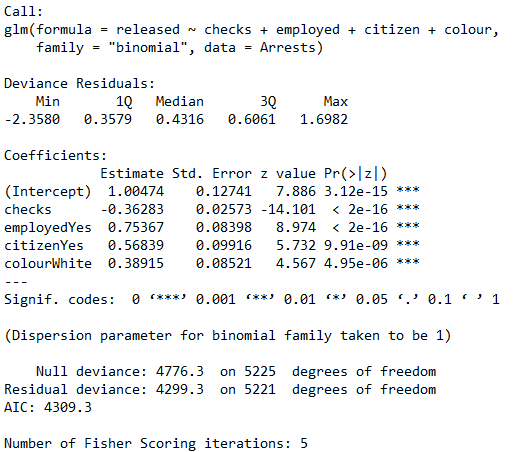 Call:
glm(formula = released ~ checks + employed + citizen + colour,
    family = "binomial", data = Arrests)

Deviance Residuals:
    Min       1Q   Median       3Q      Max
-2.3580   0.3579   0.4316   0.6061   1.6982

Coefficients:
            Estimate Std. Error z value Pr(>|z|)
(Intercept)  1.00474    0.12741   7.886 3.12e-15 ***
checks      -0.36283    0.02573 -14.101  < 2e-16 ***
employedYes  0.75367    0.08398   8.974  < 2e-16 ***
citizenYes   0.56839    0.09916   5.732 9.91e-09 ***
colourWhite  0.38915    0.08521   4.567 4.95e-06 ***
---
Signif. codes:  0 ‘***’ 0.001 ‘**’ 0.01 ‘*’ 0.05 ‘.’ 0.1 ‘ ’ 1

(Dispersion parameter for binomial family taken to be 1)

    Null deviance: 4776.3  on 5225  degrees of freedom
Residual deviance: 4299.3  on 5221  degrees of freedom
AIC: 4309.3

Number of Fisher Scoring iterations: 5